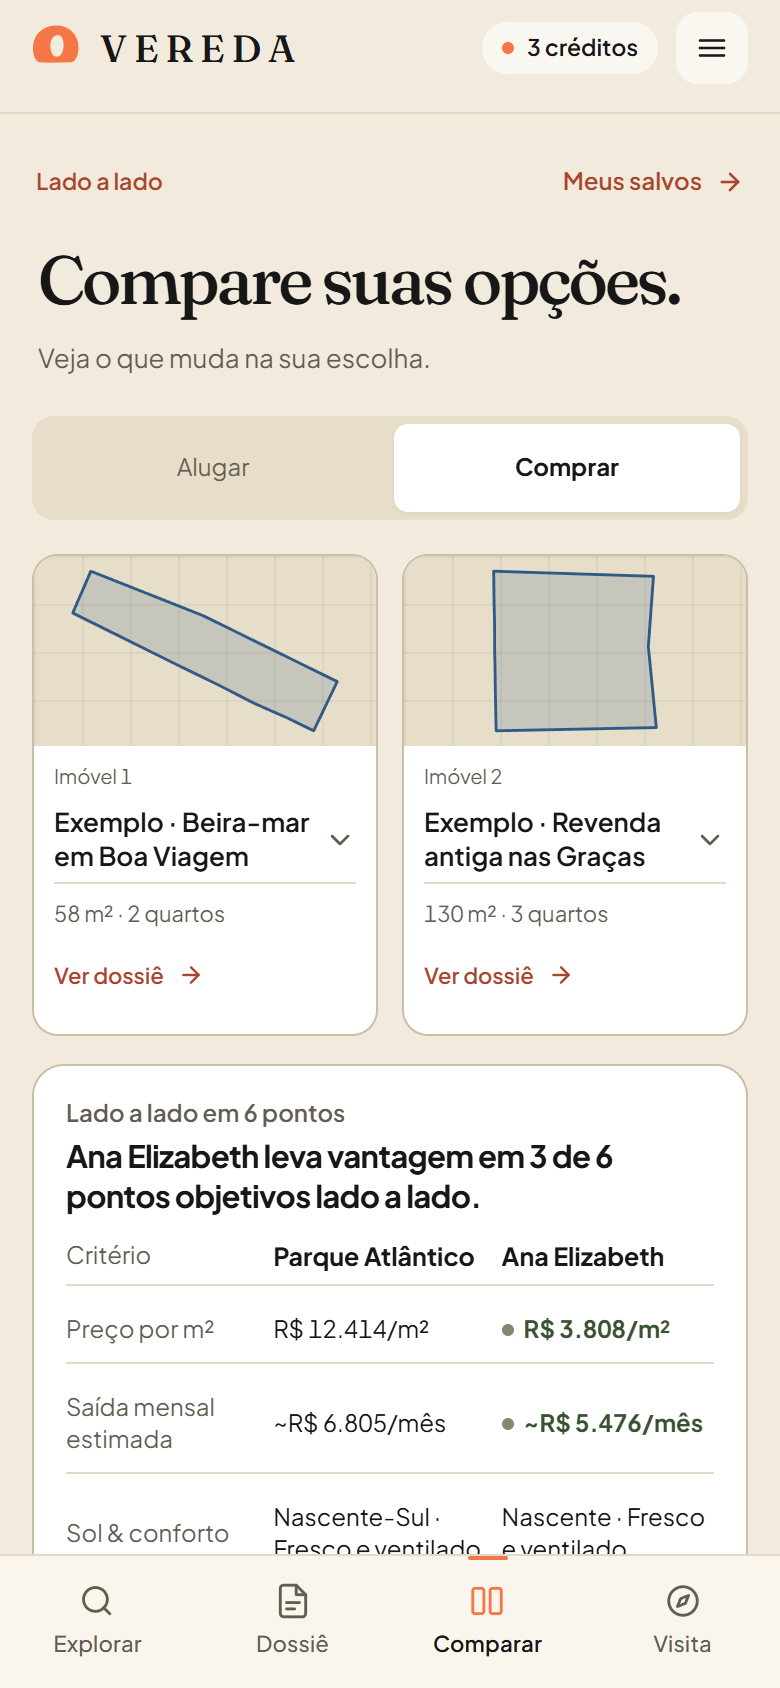 VEREDA
3 créditos
Lado a lado
Meus salvos
Compare suas opções.
Veja o que muda na sua escolha.
Alugar
Comprar
Imóvel 1
Exemplo · Beira-mar
em Boa Viagem
58 m² · 2 quartos
Ver dossiê
Imóvel 2
Exemplo · Revenda
antiga nas Graças
130 m² · 3 quartos
Ver dossiê
Lado a lado em 6 pontos
Ana Elizabeth leva vantagem em 3 de 6
pontos objetivos lado a lado.
Critério Parque Atlântico Ana Elizabeth
Preço por m² R$ 12.414/m² R$ 3.808/m²
Saída mensal
estimada
~R$ 6.805/mês ~R$ 5.476/mês
Sol & conforto
Nascente-Sul ·
Fresco e ventilado
Nascente · Fresco
e ventilado
Explorar
Dossiê
Comparar
Visita